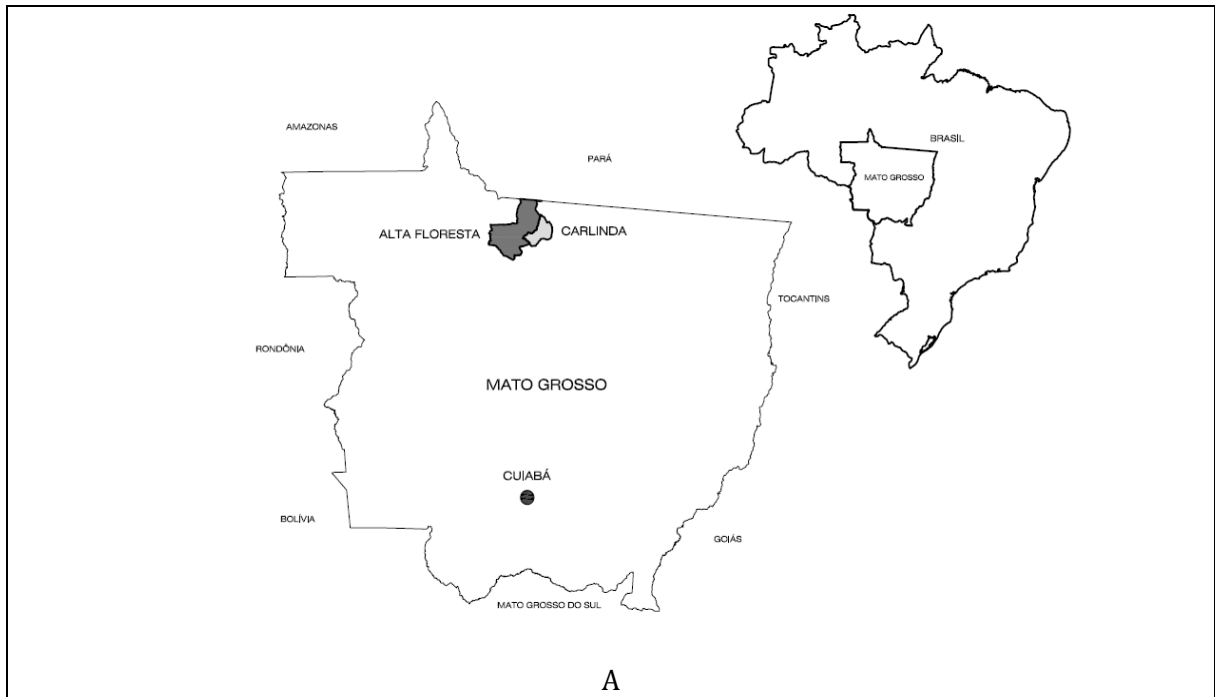 AMAZONAS
PARÁ
BRASIL
MATO GROSSO
ALTA FLORESTA
CARLINDA
TOCANTINS
RONDÔNIA
MATO GROSSO
CUIABÁ
BOLÍVIA
GOIÁS
MATO GROSSO DO SUL
A